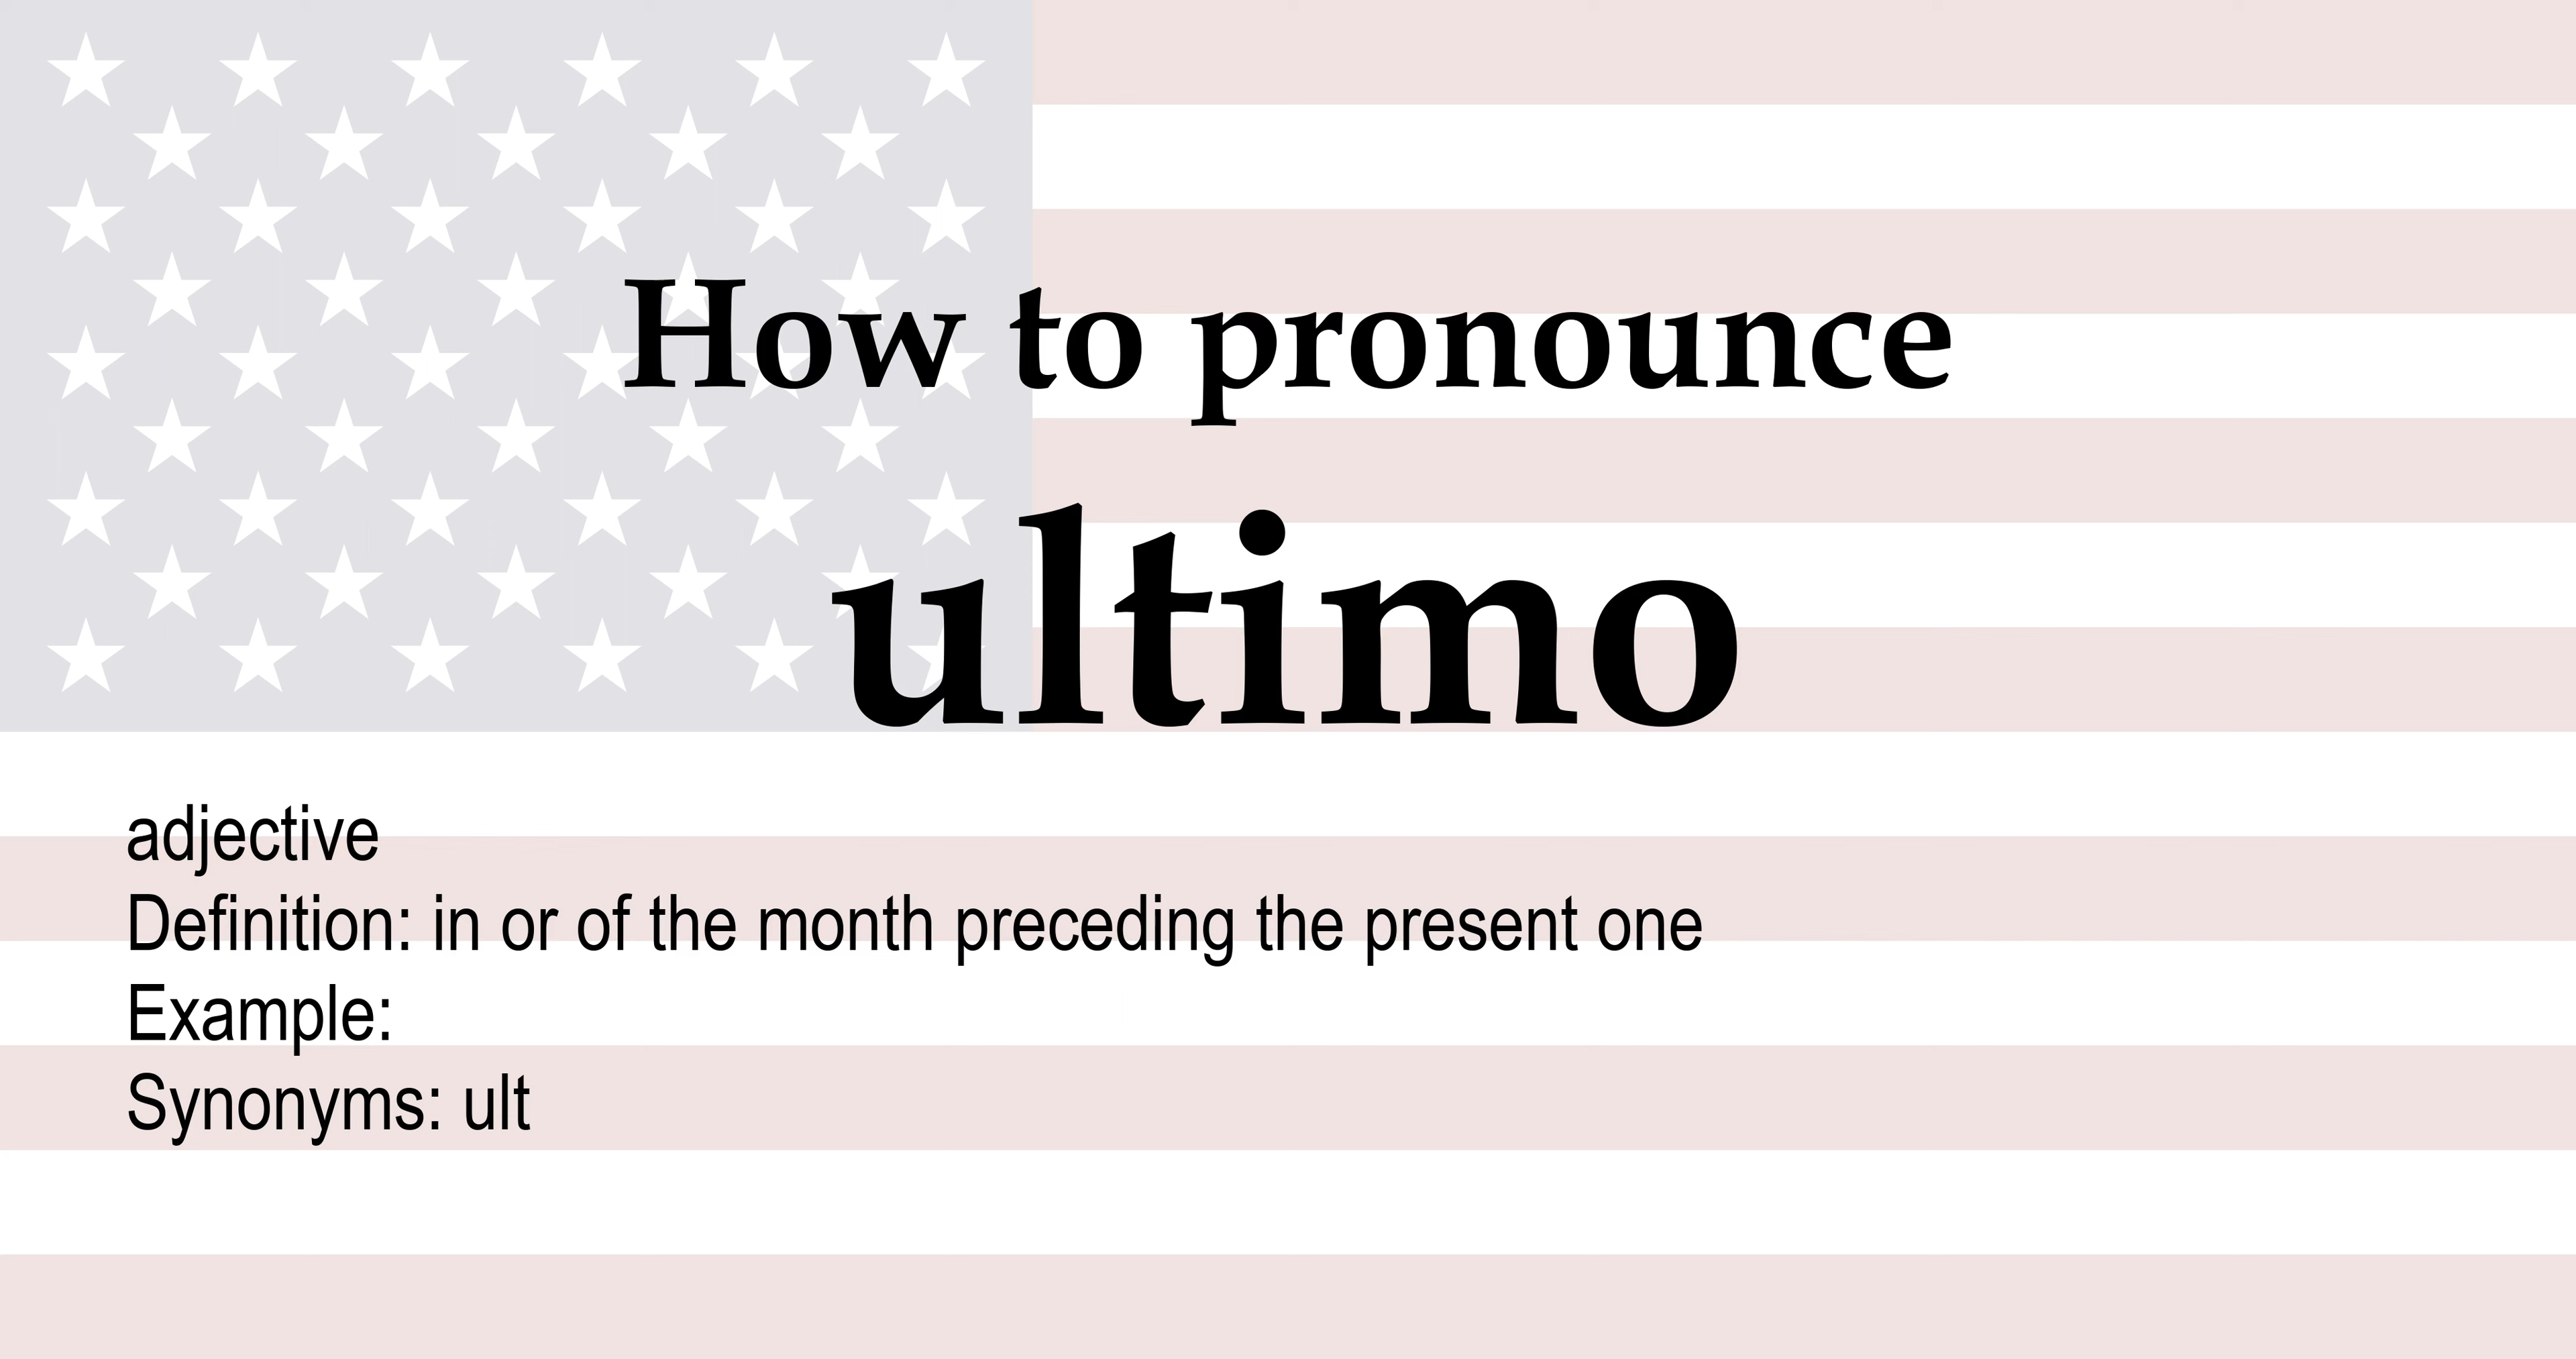 How to pronounce
ultimo
adjective
Definition: in or of the month preceding the present one
Example:
Synonyms: ult